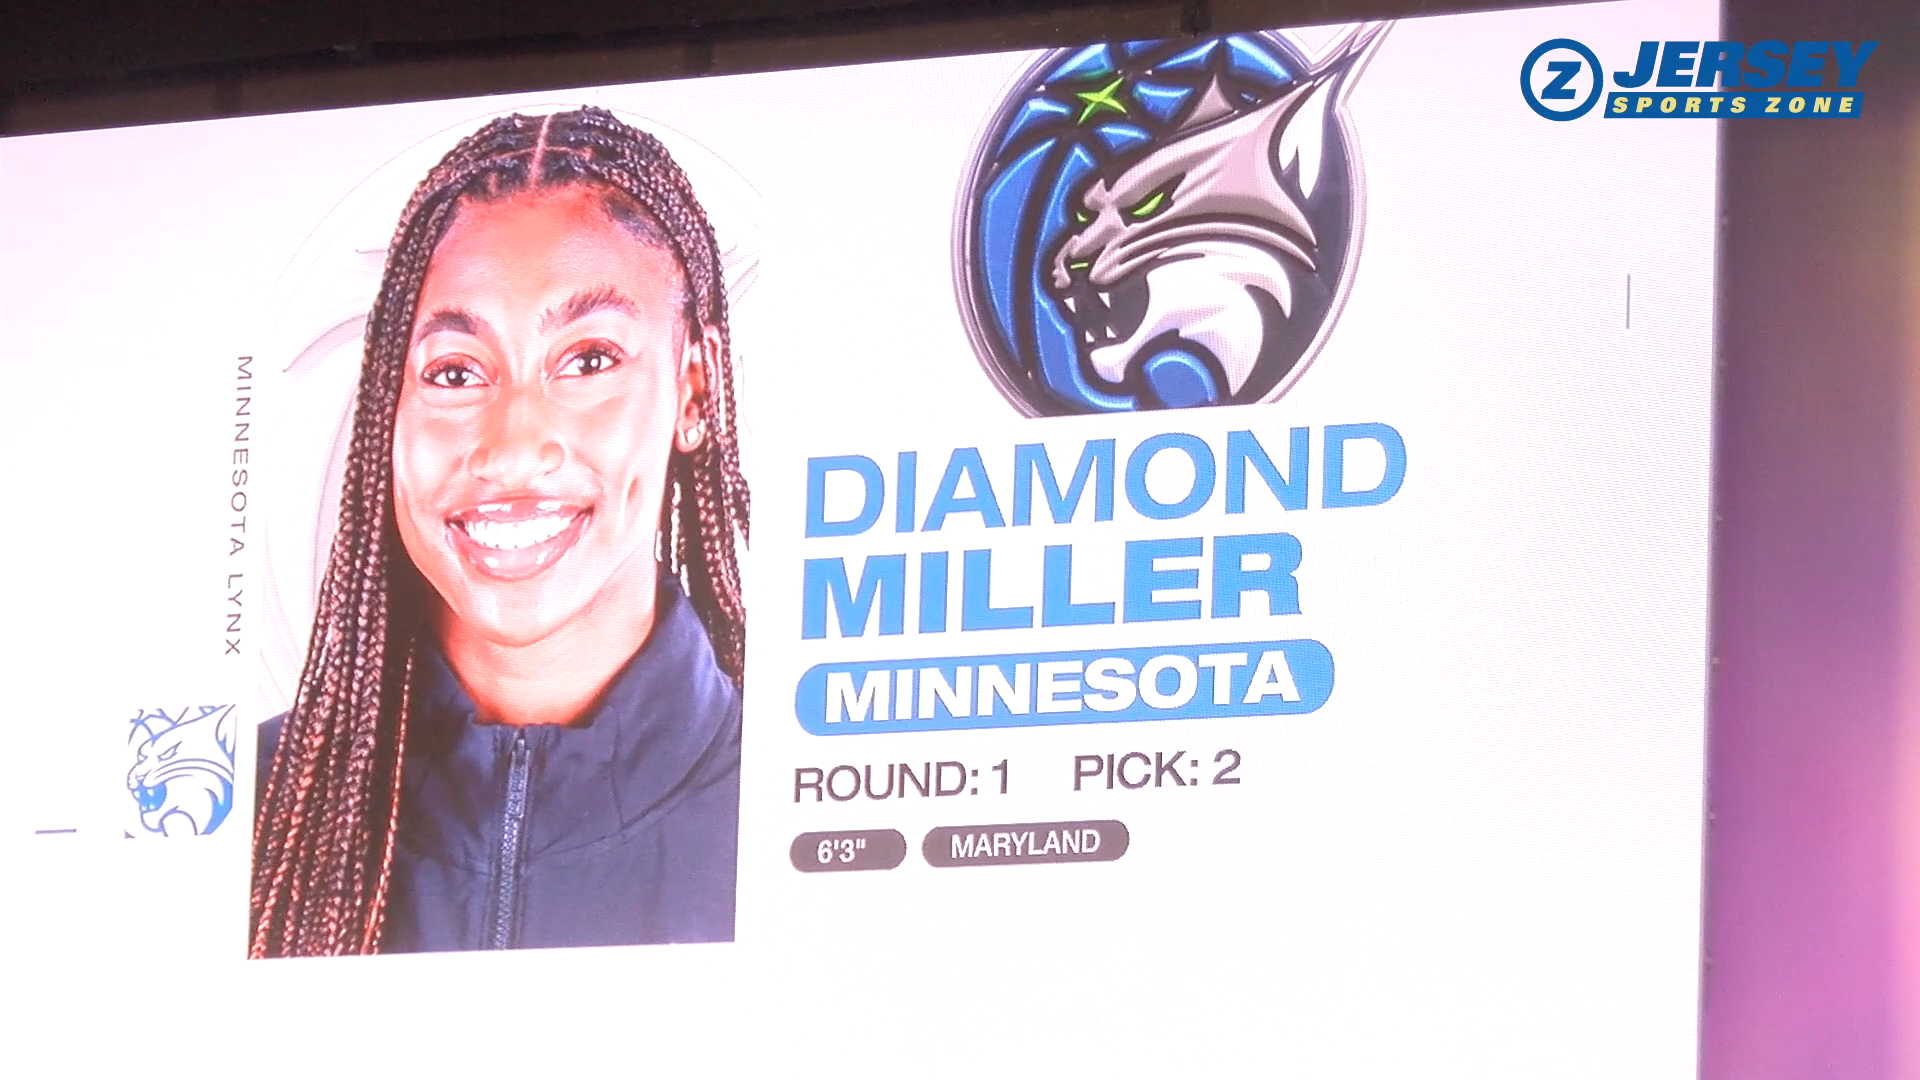 Z JERSEY
SPORTS ZONE
MINNESOTA LYNX
DIAMOND
MILLER
MINNESOTA
ROUND: 1 PICK: 2
6'3" MARYLAND